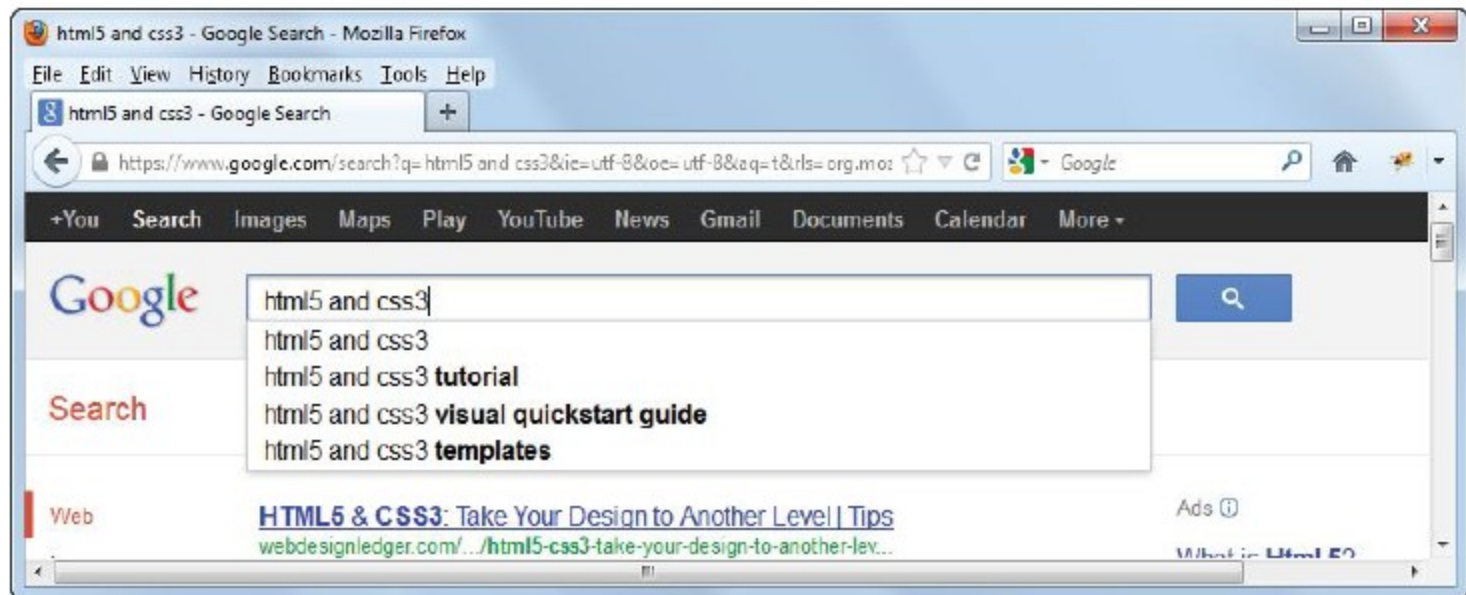 html5 and css3 - Google Search - Mozilla Firefox
File Edit View History Bookmarks Tools Help
html5 and css3 - Google Search +
https://www.google.com/search?q=html5 and css3&ie=utf-8&oe=utf-8&aq=t&rls=org.moz Google
+You Search Images Maps Play YouTube News Gmail Documents Calendar More
Google html5 and css3
html5 and css3
html5 and css3 tutorial
Search
html5 and css3 visual quickstart guide
html5 and css3 templates
Web
HTML5 & CSS3: Take Your Design to Another Level | Tips
Ads
webdesignledger.com/.../html5-css3-take-your-design-to-another-lev...
What is Html 5?